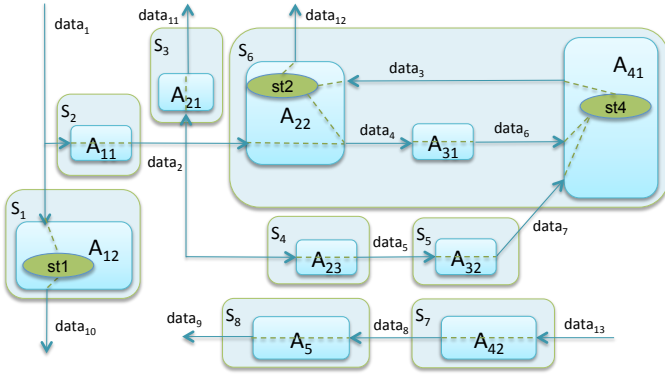 data₁
data₁₁
data₁₂
S₃
S₆
A₂₁
st2
A₂₂
data₃
A₄₁
st4
S₂
A₁₁
data₂
data₄
A₃₁
data₆
S₁
A₁₂
st1
S₄
A₂₃
data₅
S₅
A₃₂
data₇
data₁₀
data₉
S₈
A₅
data₈
S₇
A₄₂
data₁₃